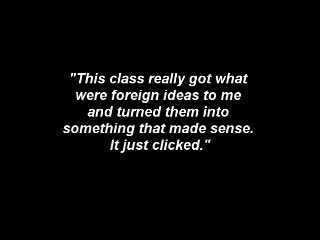 "This class really got what
were foreign ideas to me
and turned them into
something that made sense.
It just clicked."